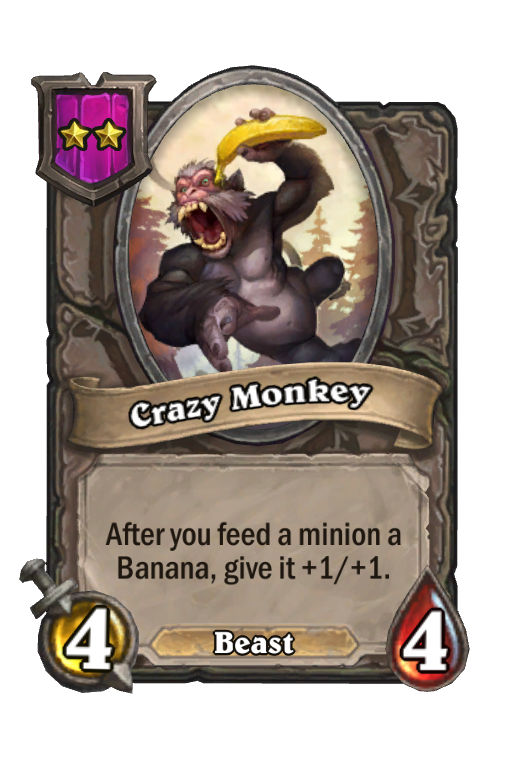 Crazy Monkey
After you feed a minion a
Banana, give it +1/+1.
4
Beast
4